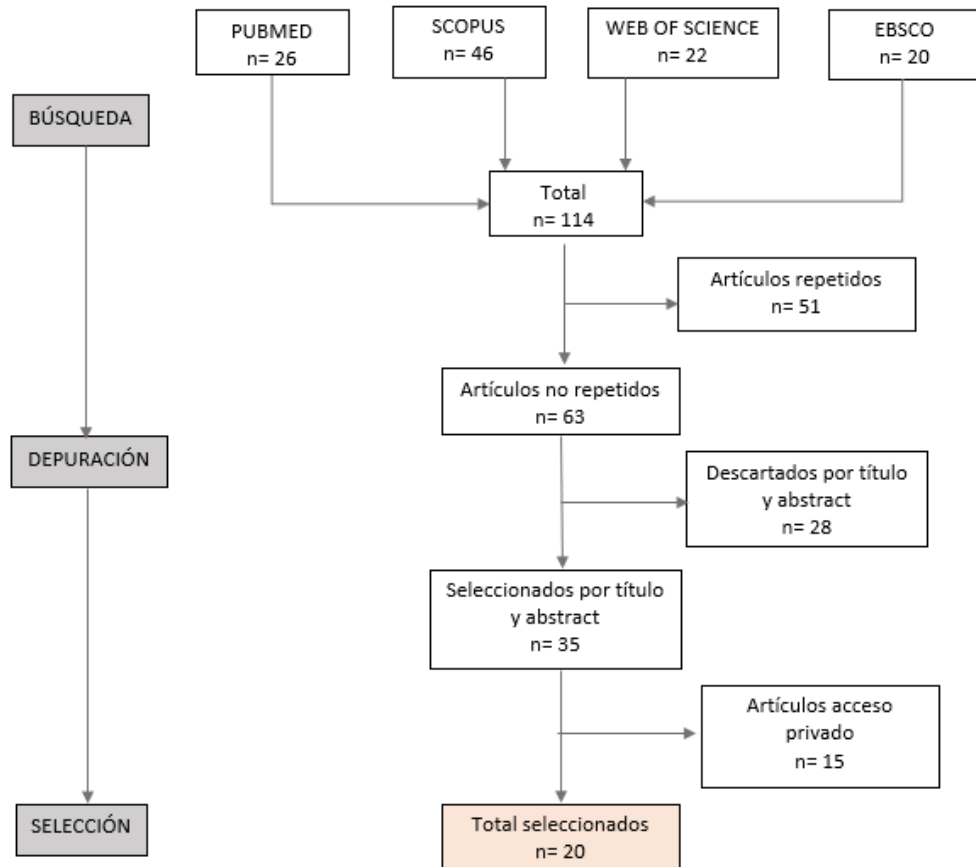 PUBMED
n= 26
SCOPUS
n= 46
WEB OF SCIENCE
n= 22
EBSCO
n= 20
BÚSQUEDA
Total
n= 114
Artículos repetidos
n= 51
Artículos no repetidos
n= 63
DEPURACIÓN
Descartados por título
y abstract
n= 28
Seleccionados por título
y abstract
n= 35
Artículos acceso
privado
n= 15
SELECCIÓN
Total seleccionados
n= 20